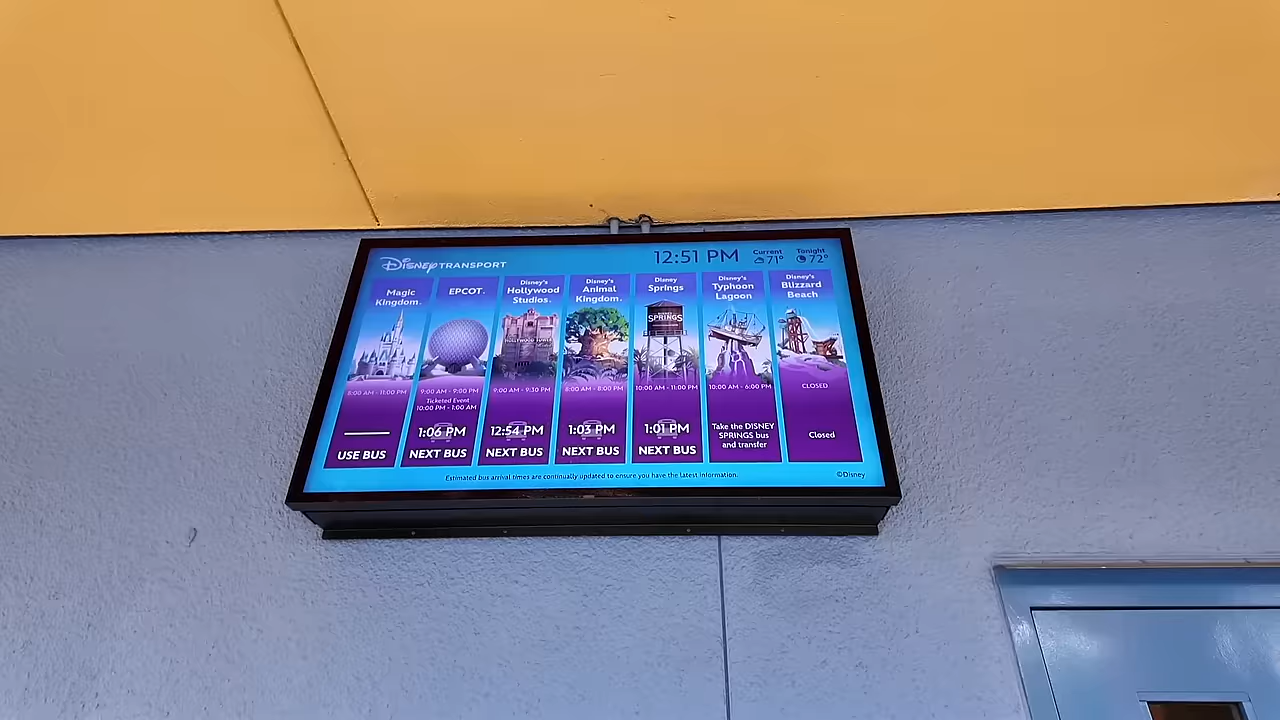 DISNEY TRANSPORT
12:51 PM
Current
71°
Tonight
72°
Magic
Kingdom.
8:00 AM - 11:00 PM
USE BUS
EPCOT.
9:00 AM - 9:00 PM
Ticketed Event
10:00 PM - 1:00 AM
1:06 PM
NEXT BUS
Disney's
Hollywood
Studios.
HOLLYWOOD TOWER
9:00 AM - 9:30 PM
12:54 PM
NEXT BUS
Disney's
Animal
Kingdom.
8:00 AM - 8:00 PM
1:03 PM
NEXT BUS
Disney
Springs
SPRINGS
10:00 AM - 11:00 PM
1:01 PM
NEXT BUS
Disney's
Typhoon
Lagoon
10:00 AM - 6:00 PM
Take the DISNEY
SPRINGS bus
and transfer
Disney's
Blizzard
Beach
CLOSED
Closed
Estimated bus arrival times are continually updated to ensure you have the latest information.
©Disney